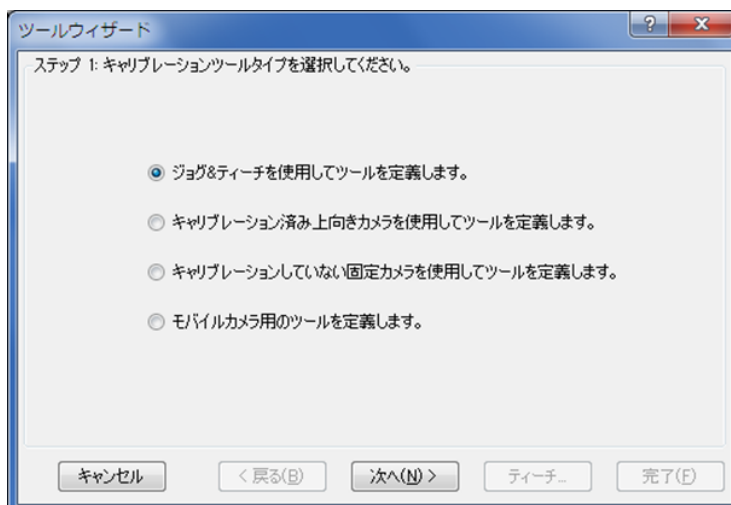 ツールウィザード
ステップ 1: キャリブレーションツールタイプを選択してください。
ジョグ&ティーチを使用してツールを定義します。
キャリブレーション済み上向きカメラを使用してツールを定義します。
キャリブレーションしていない固定カメラを使用してツールを定義します。
モバイルカメラ用のツールを定義します。
キャンセル < 戻る(B) 次へ(N) > ティーチ... 完了(F)